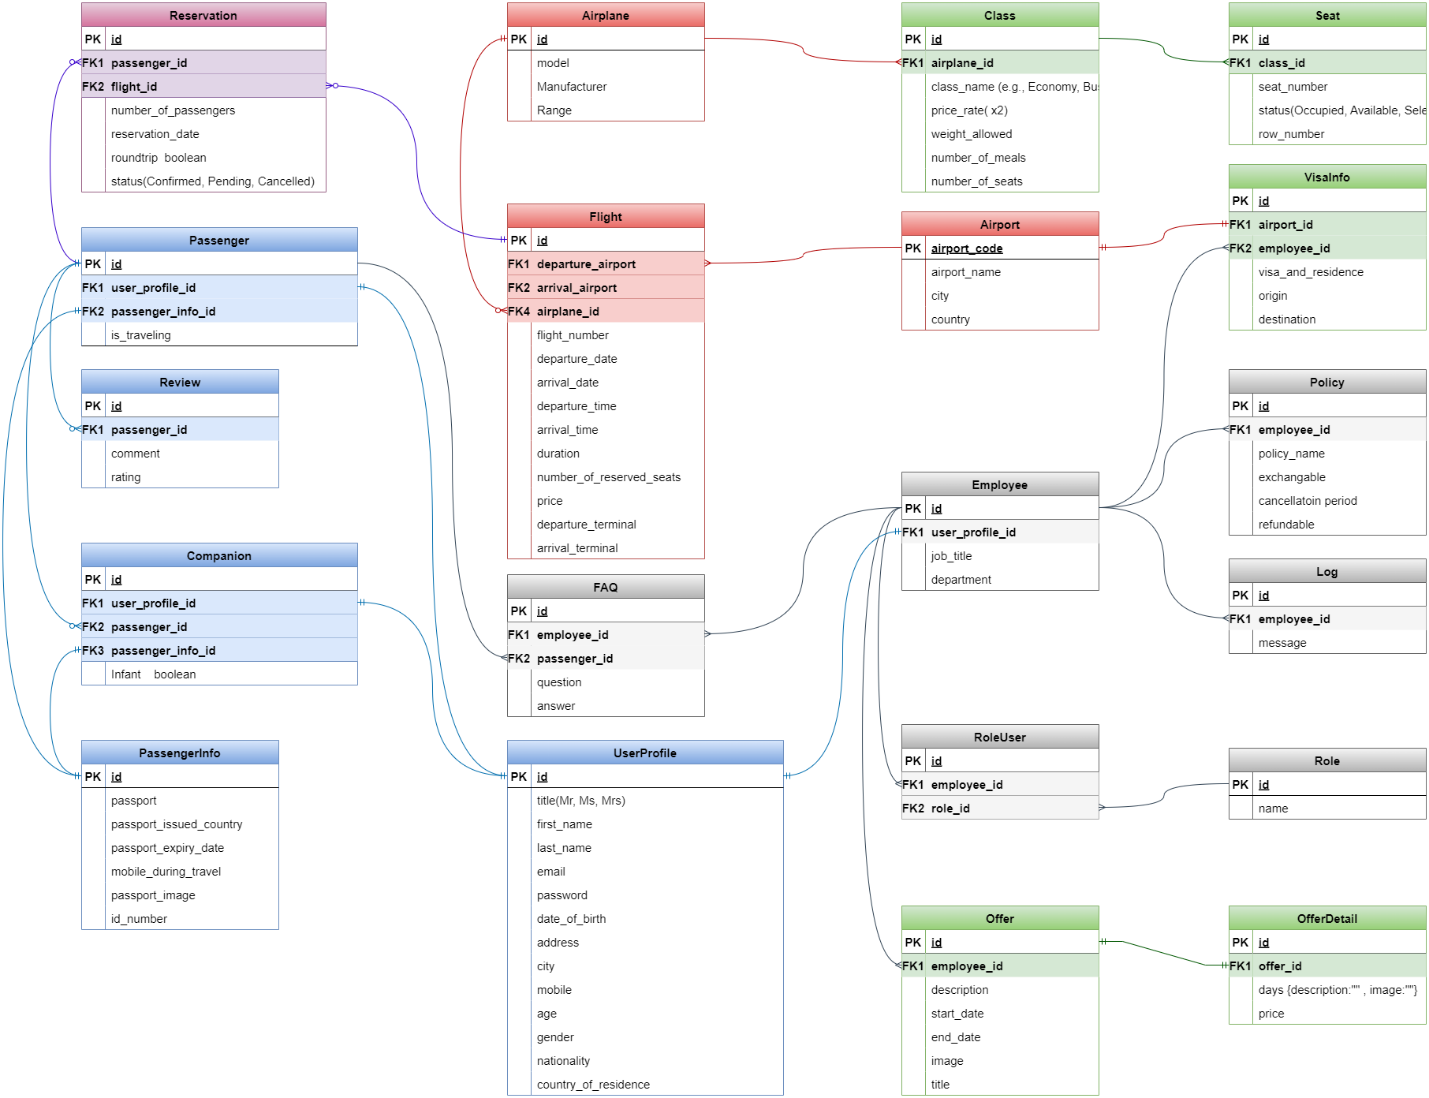 Reservation
PK id
FK1 passenger_id
FK2 flight_id
number_of_passengers
reservation_date
roundtrip boolean
status(Confirmed, Pending, Cancelled)
Passenger
PK id
FK1 user_profile_id
FK2 passenger_info_id
is_traveling
Review
PK id
FK1 passenger_id
comment
rating
Companion
PK id
FK1 user_profile_id
FK2 passenger_id
FK3 passenger_info_id
Infant boolean
PassengerInfo
PK id
passport
passport_issued_country
passport_expiry_date
mobile_during_travel
passport_image
id_number
Airplane
PK id
model
Manufacturer
Range
Flight
PK id
FK1 departure_airport
FK2 arrival_airport
FK4 airplane_id
flight_number
departure_date
arrival_date
departure_time
arrival_time
duration
number_of_reserved_seats
price
departure_terminal
arrival_terminal
FAQ
PK id
FK1 employee_id
FK2 passenger_id
question
answer
UserProfile
PK id
title(Mr, Ms, Mrs)
first_name
last_name
email
password
date_of_birth
address
city
mobile
age
gender
nationality
country_of_residence
Class
PK id
FK1 airplane_id
class_name (e.g., Economy, Bu
price_rate( x2)
weight_allowed
number_of_meals
number_of_seats
Airport
PK airport_code
airport_name
city
country
Employee
PK id
FK1 user_profile_id
job_title
department
RoleUser
PK id
FK1 employee_id
FK2 role_id
Offer
PK id
FK1 employee_id
description
start_date
end_date
image
title
Seat
PK id
FK1 class_id
seat_number
status(Occupied, Available, Sele
row_number
VisaInfo
PK id
FK1 airport_id
FK2 employee_id
visa_and_residence
origin
destination
Policy
PK id
FK1 employee_id
policy_name
exchangable
cancellatoin period
refundable
Log
PK id
FK1 employee_id
message
Role
PK id
name
OfferDetail
PK id
FK1 offer_id
days {description:"" , image:""}
price